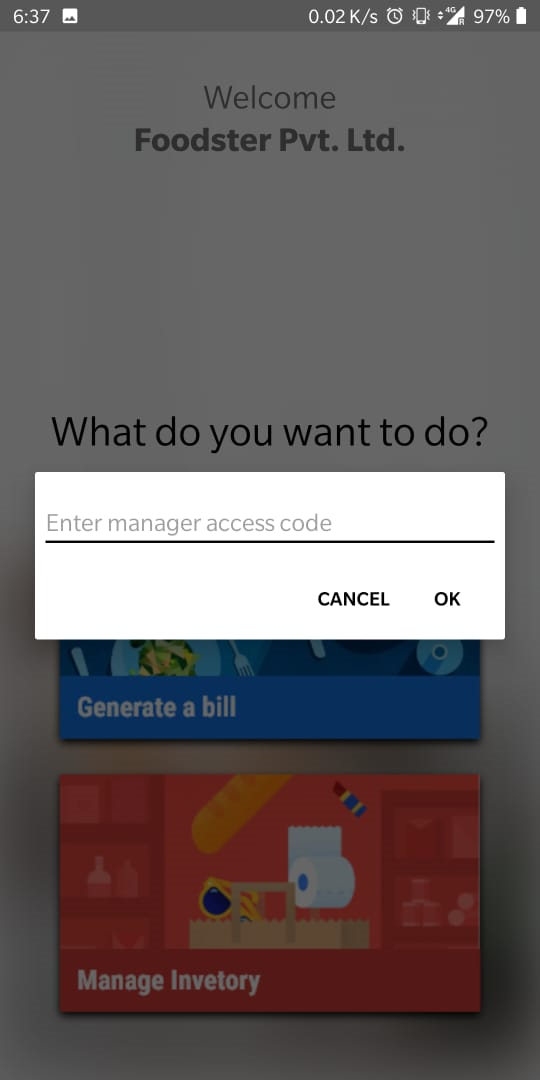 6:37 0.02 K/s 4G R 97%
Welcome
Foodster Pvt. Ltd.
What do you want to do?
Enter manager access code
CANCEL OK
Generate a bill
Manage Invetory